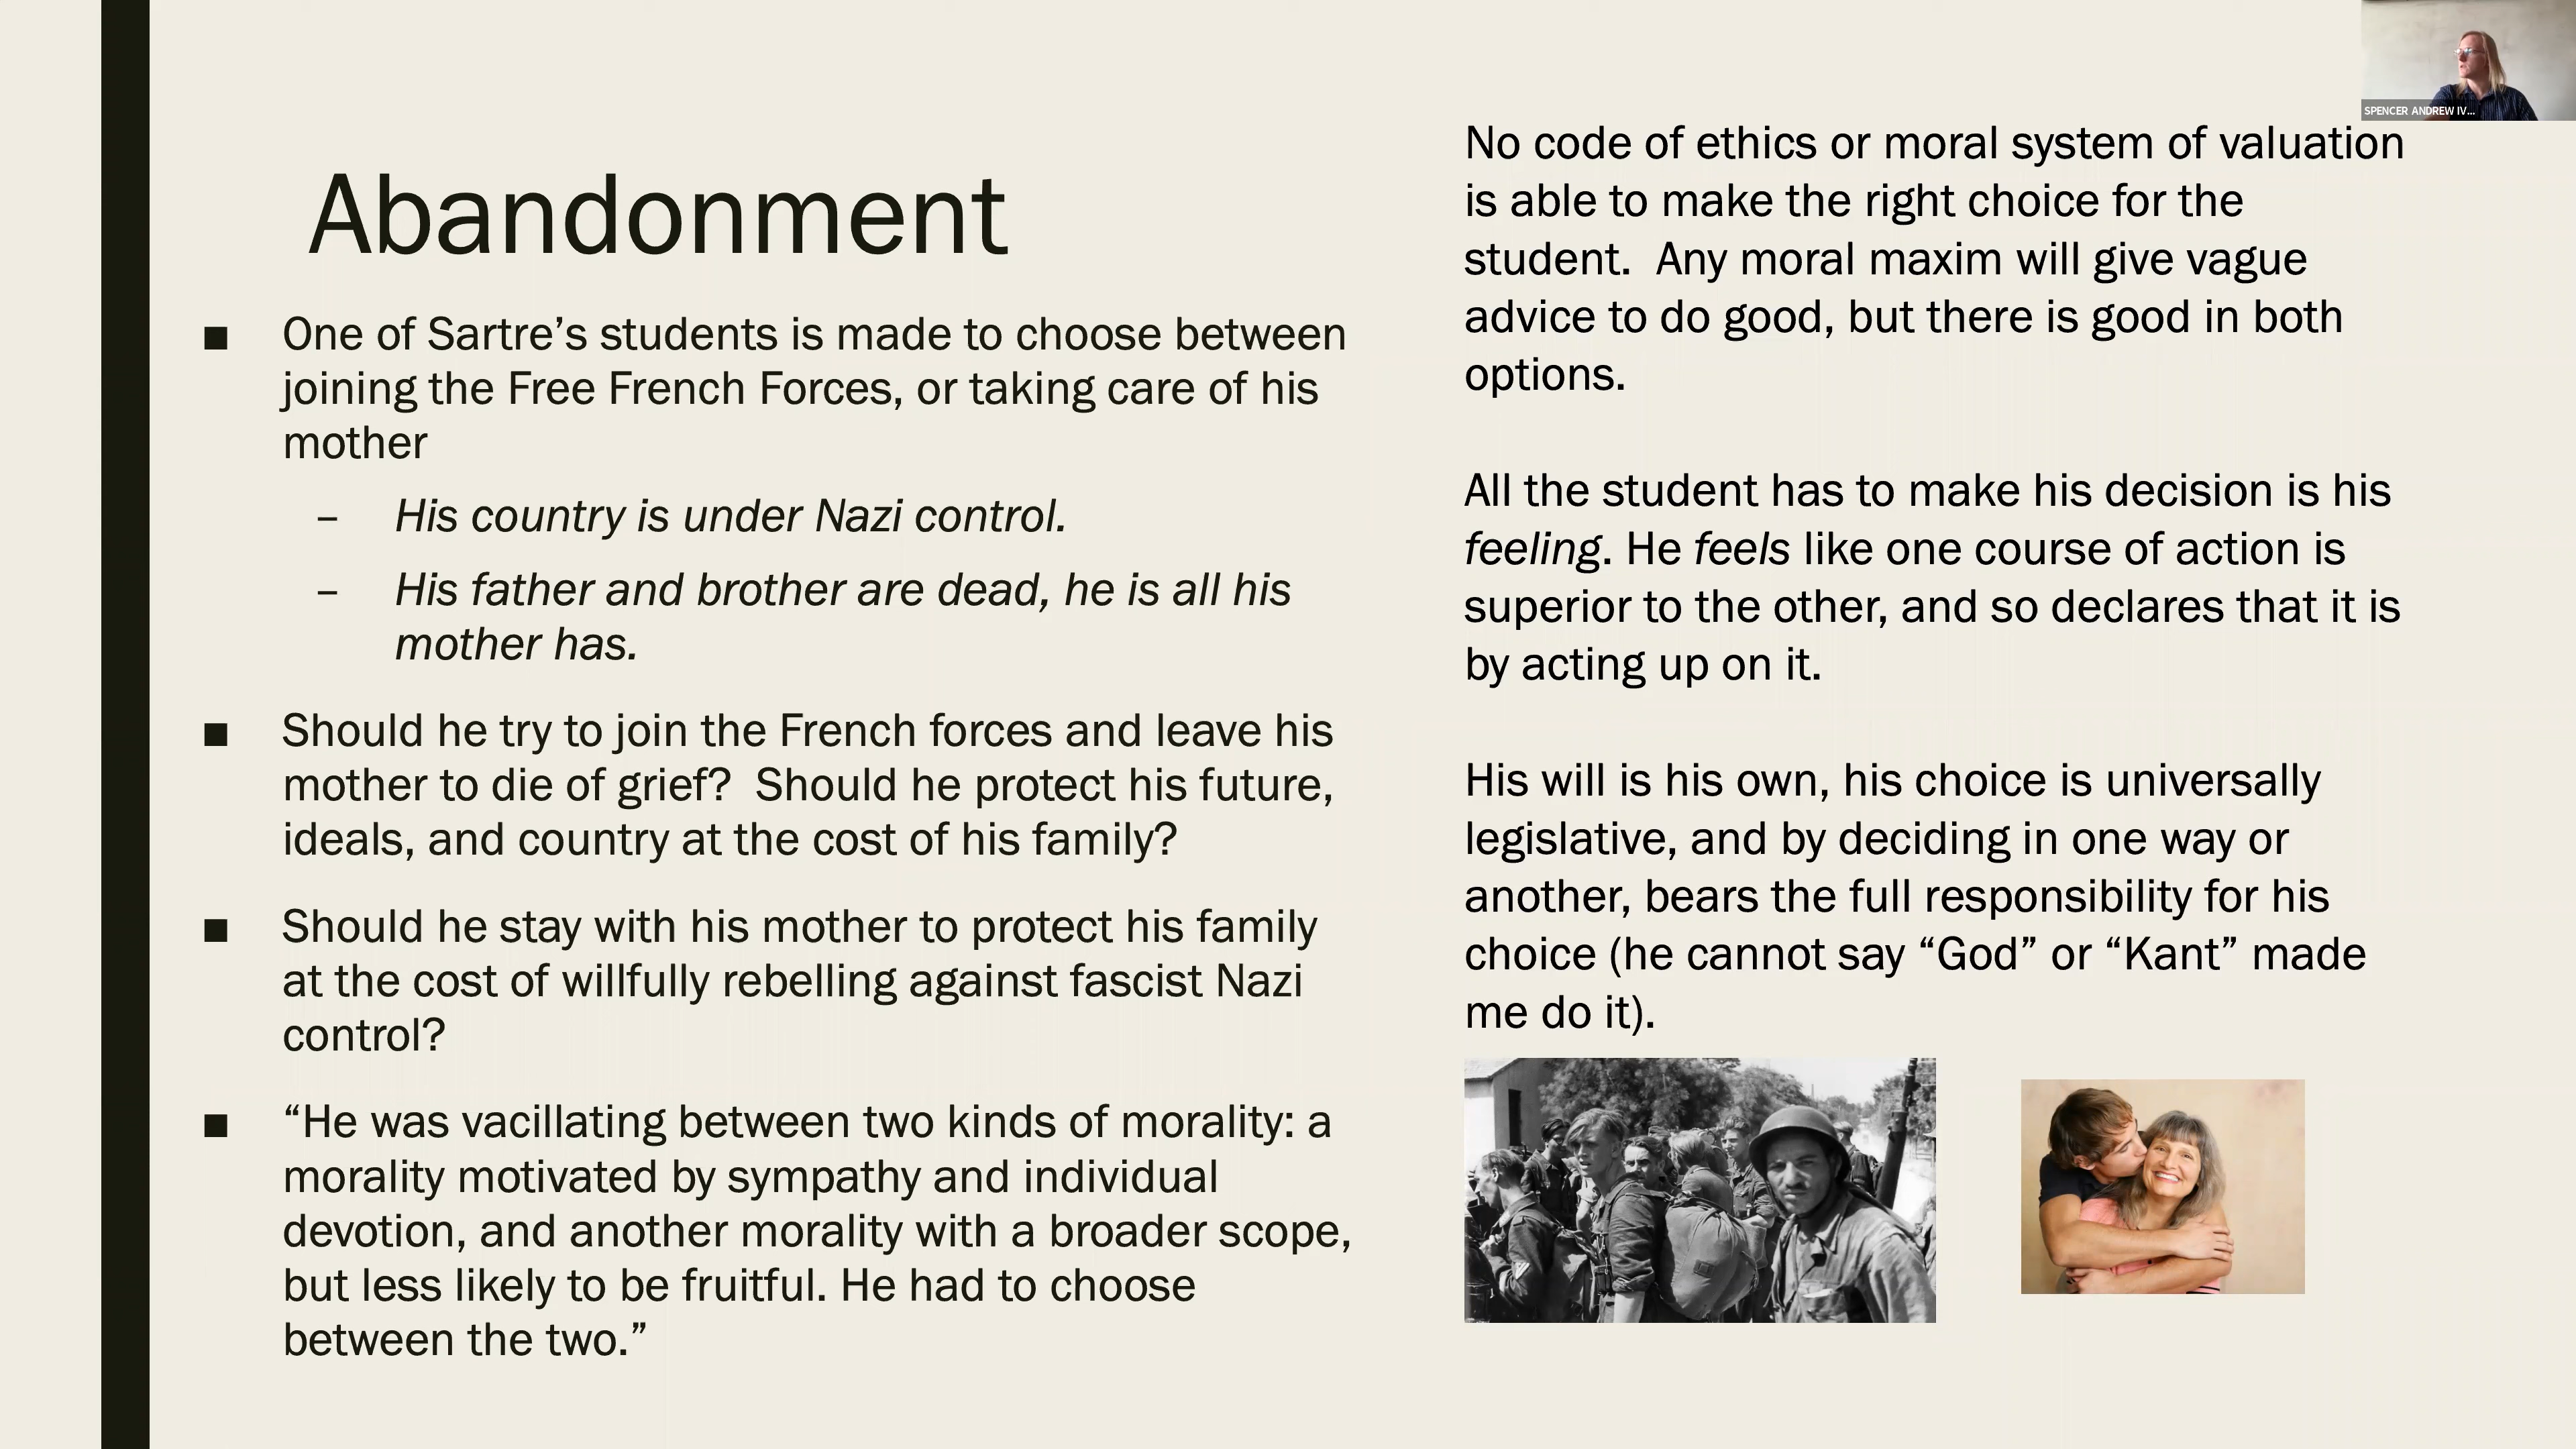 Abandonment
■ One of Sartre’s students is made to choose between
joining the Free French Forces, or taking care of his
mother
– His country is under Nazi control.
– His father and brother are dead, he is all his
mother has.
■ Should he try to join the French forces and leave his
mother to die of grief?  Should he protect his future,
ideals, and country at the cost of his family?
■ Should he stay with his mother to protect his family
at the cost of willfully rebelling against fascist Nazi
control?
■ “He was vacillating between two kinds of morality: a
morality motivated by sympathy and individual
devotion, and another morality with a broader scope,
but less likely to be fruitful. He had to choose
between the two.”
SPENCER ANDREW IV...
No code of ethics or moral system of valuation
is able to make the right choice for the
student.  Any moral maxim will give vague
advice to do good, but there is good in both
options.
All the student has to make his decision is his
feeling. He feels like one course of action is
superior to the other, and so declares that it is
by acting up on it.
His will is his own, his choice is universally
legislative, and by deciding in one way or
another, bears the full responsibility for his
choice (he cannot say “God” or “Kant” made
me do it).